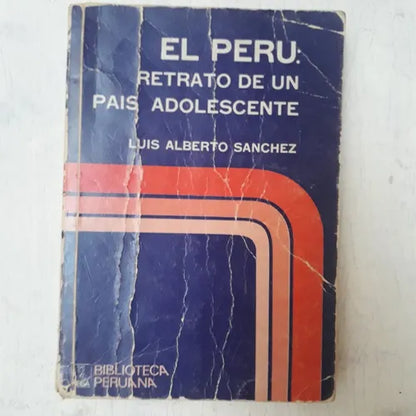 EL PERU:
RETRATO DE UN
PAIS ADOLESCENTE
LUIS ALBERTO SANCHEZ
BIBLIOTECA
PERUANA